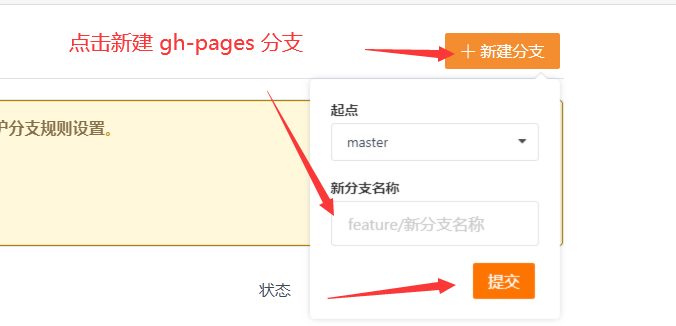 点击新建 gh-pages 分支
+ 新建分支
起点
护分支规则设置。
master
新分支名称
feature/新分支名称
提交
状态